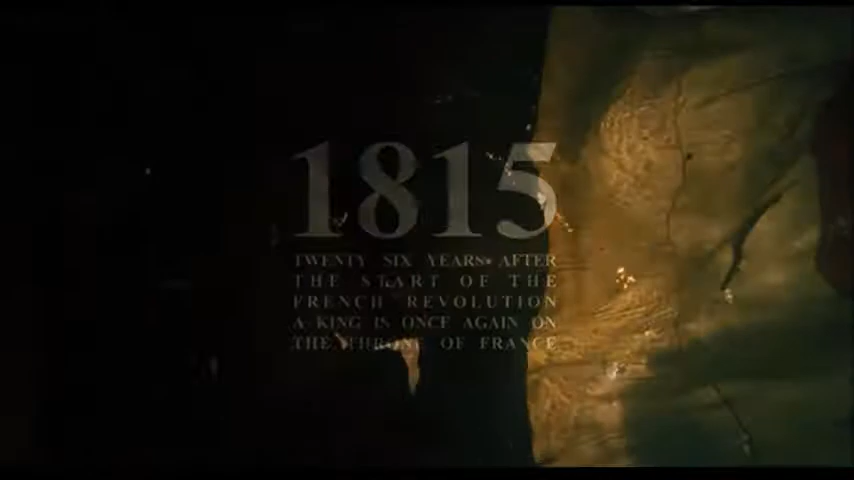 1815
TWENTY SIX YEARS AFTER
THE START OF THE
FRENCH REVOLUTION
A KING IS ONCE AGAIN ON
THE THRONE OF FRANCE